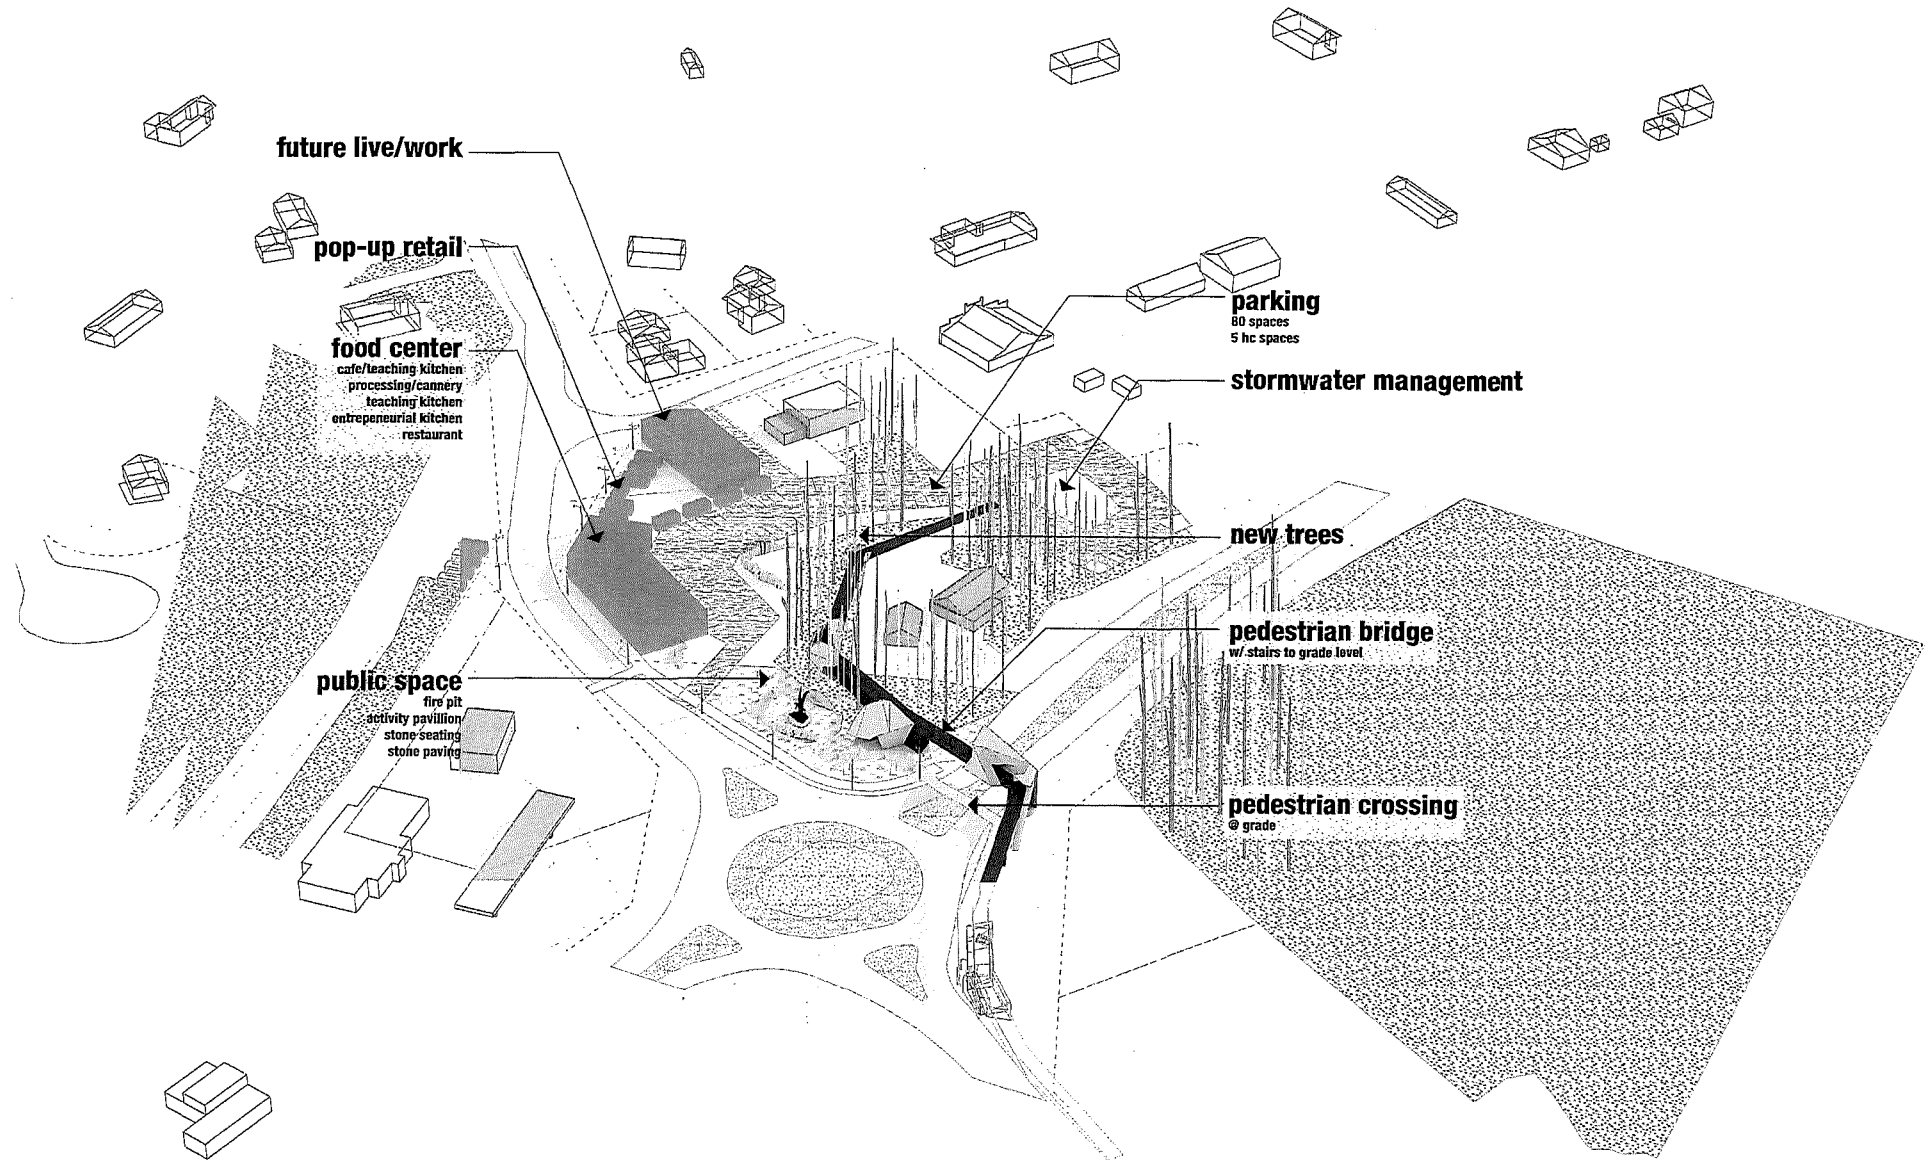 future live/work
pop-up retail
food center
cafe/teaching kitchen
processing/cannery
teaching kitchen
entrepeneurial kitchen
restaurant
public space
fire pit
activity pavillion
stone seating
stone paving
parking
80 spaces
5 hc spaces
stormwater management
new trees
pedestrian bridge
w/ stairs to grade level
pedestrian crossing
@ grade